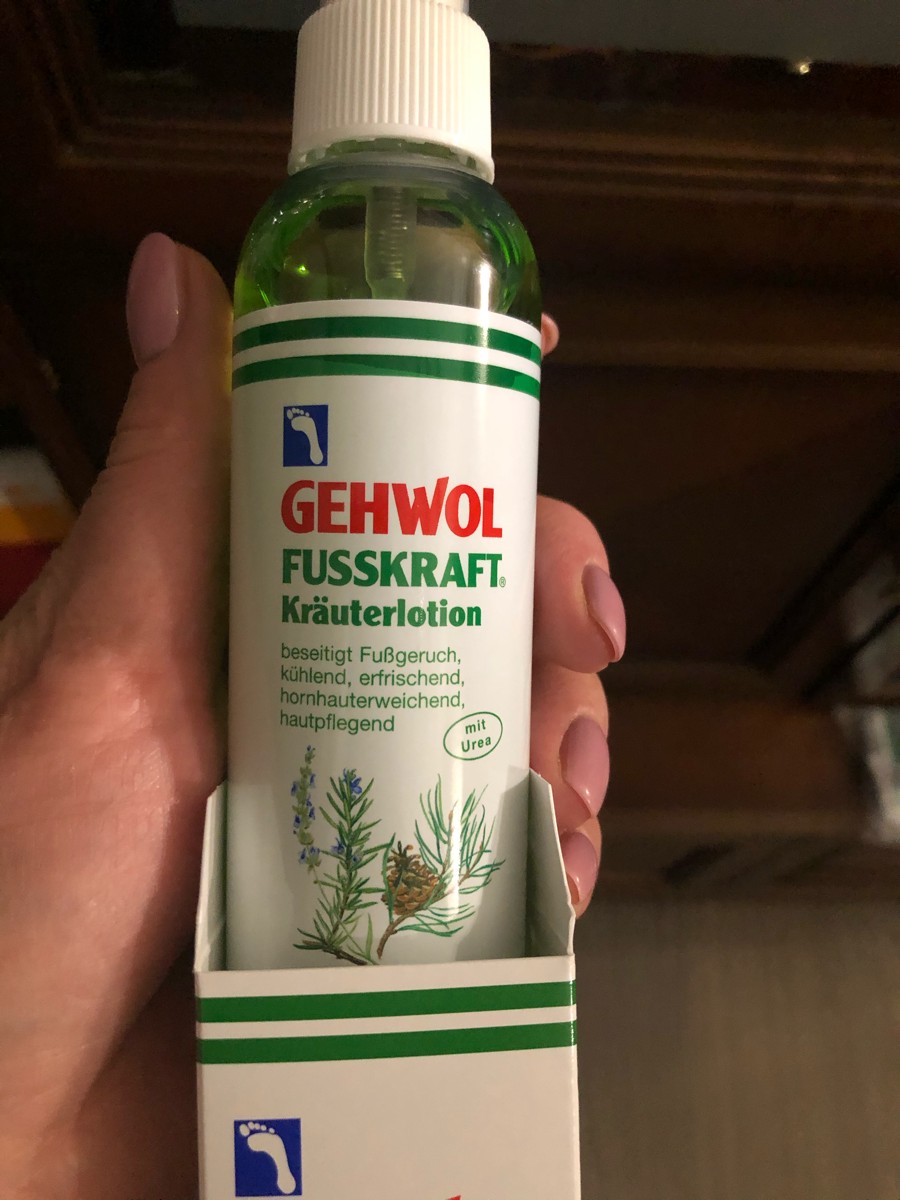 GEHWOL
FUSSKRAFT®
Kräuterlotion
beseitigt Fußgeruch,
kühlend, erfrischend,
hornhauterweichend,
hautpflegend
mit
Urea